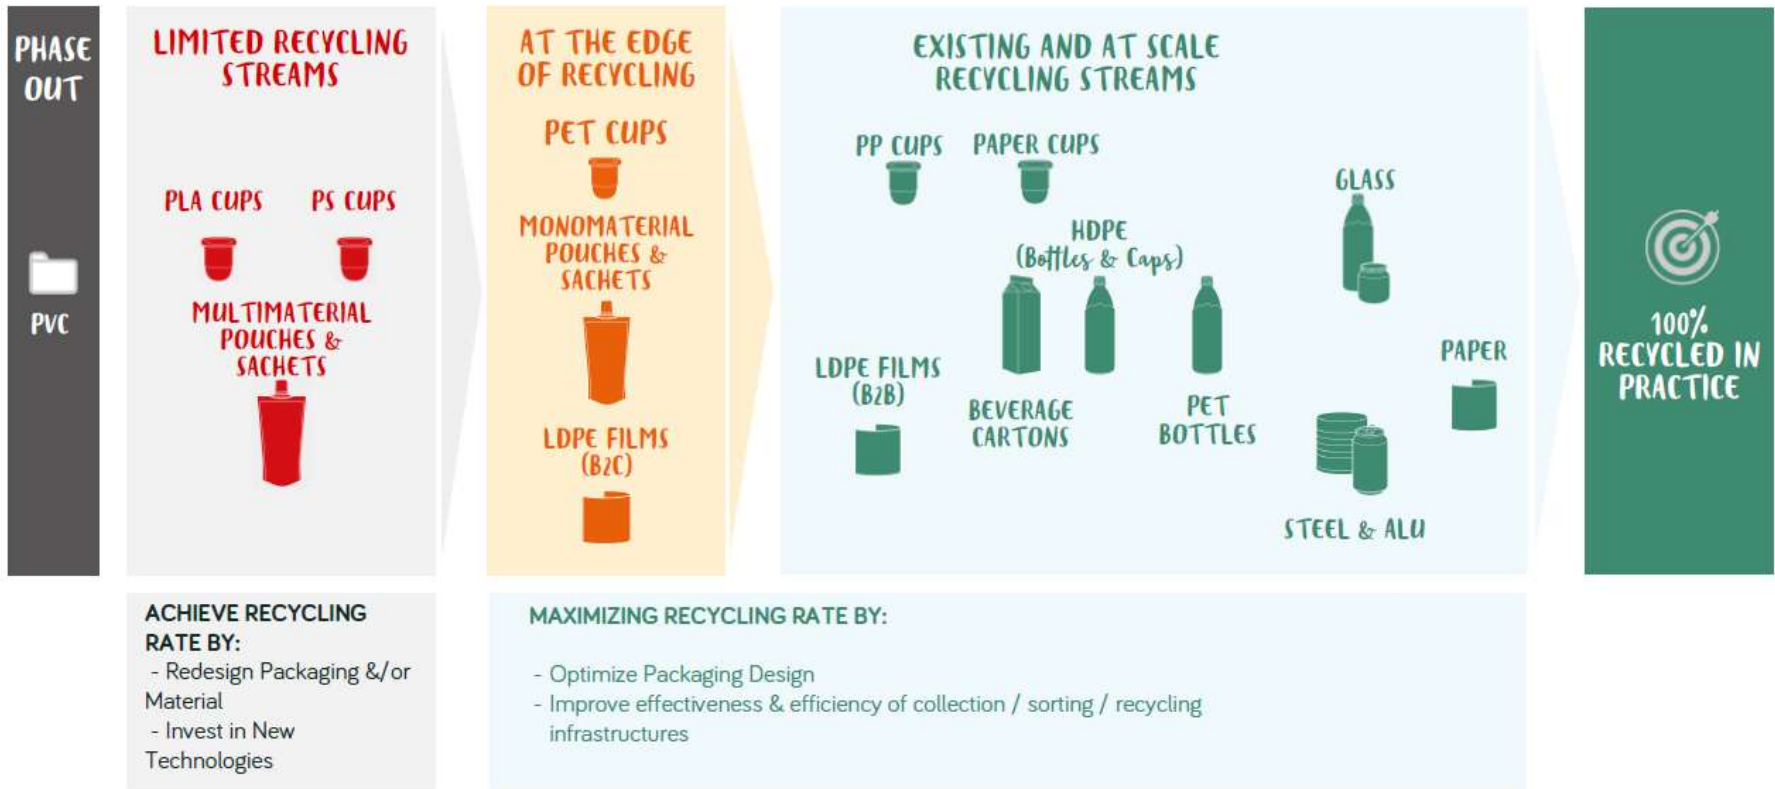 PHASE
OUT
PVC
LIMITED RECYCLING
STREAMS
PLA CUPS
PS CUPS
MULTIMATERIAL
POUCHES &
SACHETS
AT THE EDGE
OF RECYCLING
PET CUPS
MONOMATERIAL
POUCHES &
SACHETS
LDPE FILMS
(B2C)
EXISTING AND AT SCALE
RECYCLING STREAMS
PP CUPS
PAPER CUPS
GLASS
HDPE
(Bottles & Caps)
LDPE FILMS
(B2B)
BEVERAGE
CARTONS
PET
BOTTLES
PAPER
STEEL & ALU
100%
RECYCLED IN
PRACTICE
ACHIEVE RECYCLING
RATE BY:
- Redesign Packaging &/or
Material
- Invest in New
Technologies
MAXIMIZING RECYCLING RATE BY:
- Optimize Packaging Design
- Improve effectiveness & efficiency of collection / sorting / recycling
infrastructures